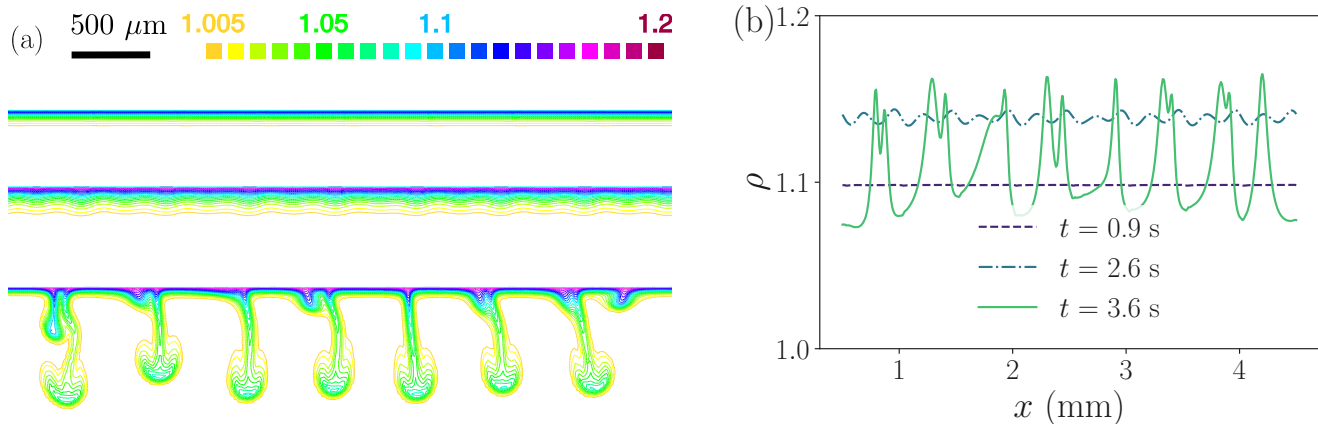 (a)
500 μm
1.005 1.05 1.1 1.2
(b)
1.2
1.1
1.0
ρ
t = 0.9 s
t = 2.6 s
t = 3.6 s
1 2 3 4
x (mm)